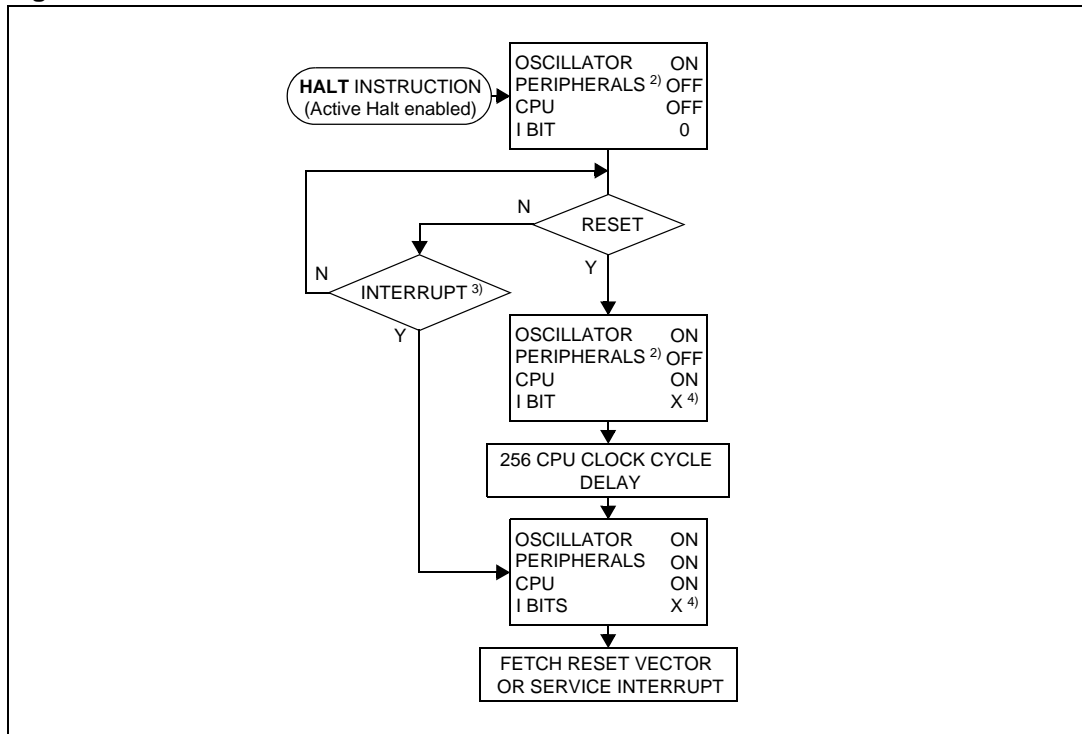 HALT INSTRUCTION
(Active Halt enabled)
OSCILLATOR ON
PERIPHERALS 2) OFF
CPU OFF
I BIT 0
RESET
N
Y
INTERRUPT 3)
N
Y
OSCILLATOR ON
PERIPHERALS 2) OFF
CPU ON
I BIT X 4)
256 CPU CLOCK CYCLE
DELAY
OSCILLATOR ON
PERIPHERALS ON
CPU ON
I BITS X 4)
FETCH RESET VECTOR
OR SERVICE INTERRUPT